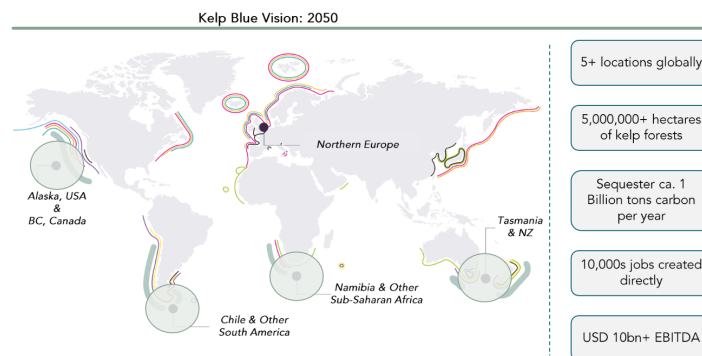 Kelp Blue Vision: 2050
Northern Europe
Alaska, USA
&
BC, Canada
Tasmania
& NZ
Namibia & Other
Sub-Saharan Africa
Chile & Other
South America
5+ locations globally
5,000,000+ hectares
of kelp forests
Sequester ca. 1
Billion tons carbon
per year
10,000s jobs created
directly
USD 10bn+ EBITDA